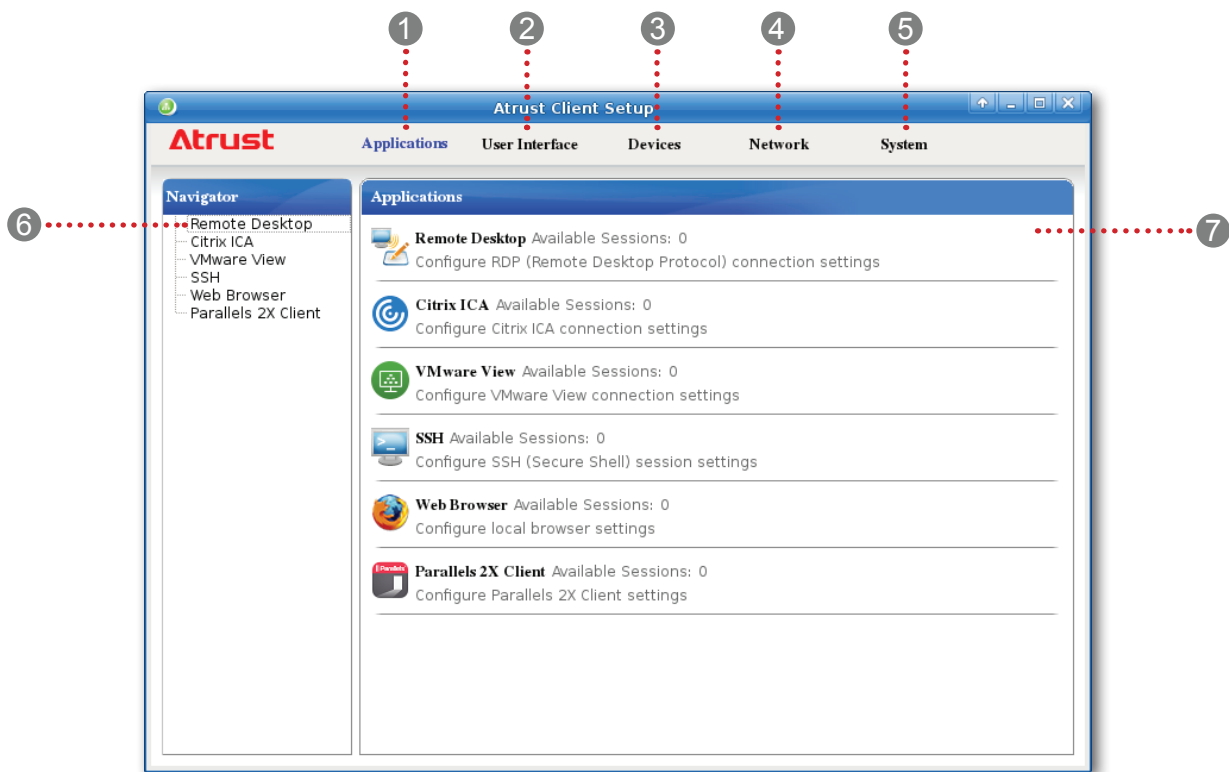 1 2 3 4 5
Atrust Client Setup
Atrust Applications User Interface Devices Network System
Navigator
6
Remote Desktop
Citrix ICA
VMware View
SSH
Web Browser
Parallels 2X Client
Applications
7
Remote Desktop Available Sessions: 0
Configure RDP (Remote Desktop Protocol) connection settings
Citrix ICA Available Sessions: 0
Configure Citrix ICA connection settings
VMware View Available Sessions: 0
Configure VMware View connection settings
>_
SSH Available Sessions: 0
Configure SSH (Secure Shell) session settings
Web Browser Available Sessions: 0
Configure local browser settings
Parallels
Parallels 2X Client Available Sessions: 0
Configure Parallels 2X Client settings